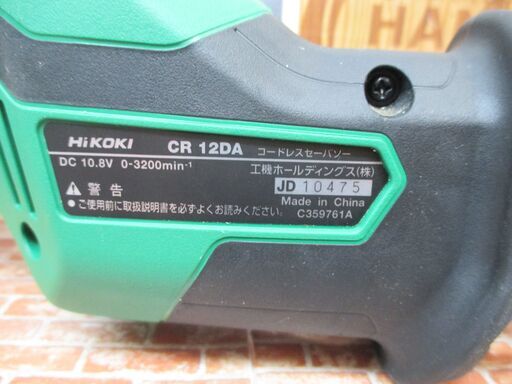 HiKOKI CR 12DA コードレスセーバソー
DC 10.8V 0-3200min⁻¹ 工機ホールディングス(株)
⚠ 警告 JD 10475
● ご使用前に取扱説明書を必ずよくお読みください。 Made in China
C359761A